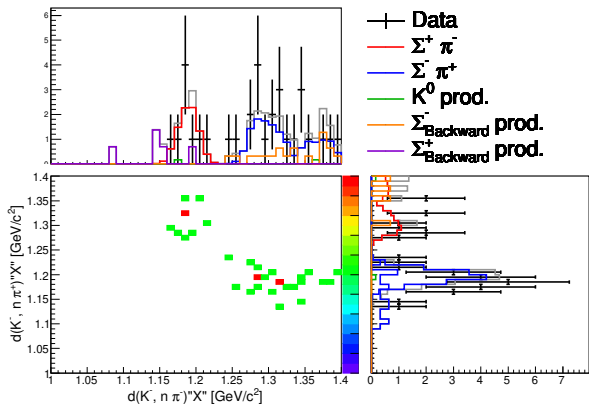 Data
Σ⁺ π⁻
Σ⁻ π⁺
K⁰ prod.
Σ⁻Backward prod.
Σ⁺Backward prod.
6
5
4
3
2
1
0
1.4
1.35
1.3
1.25
1.2
1.15
1.1
1.05
1
d(K⁻, n π⁺)"X" [GeV/c²]
1 1.05 1.1 1.15 1.2 1.25 1.3 1.35 1.4
d(K⁻, n π⁻)"X" [GeV/c²]
0 1 2 3 4 5 6 7